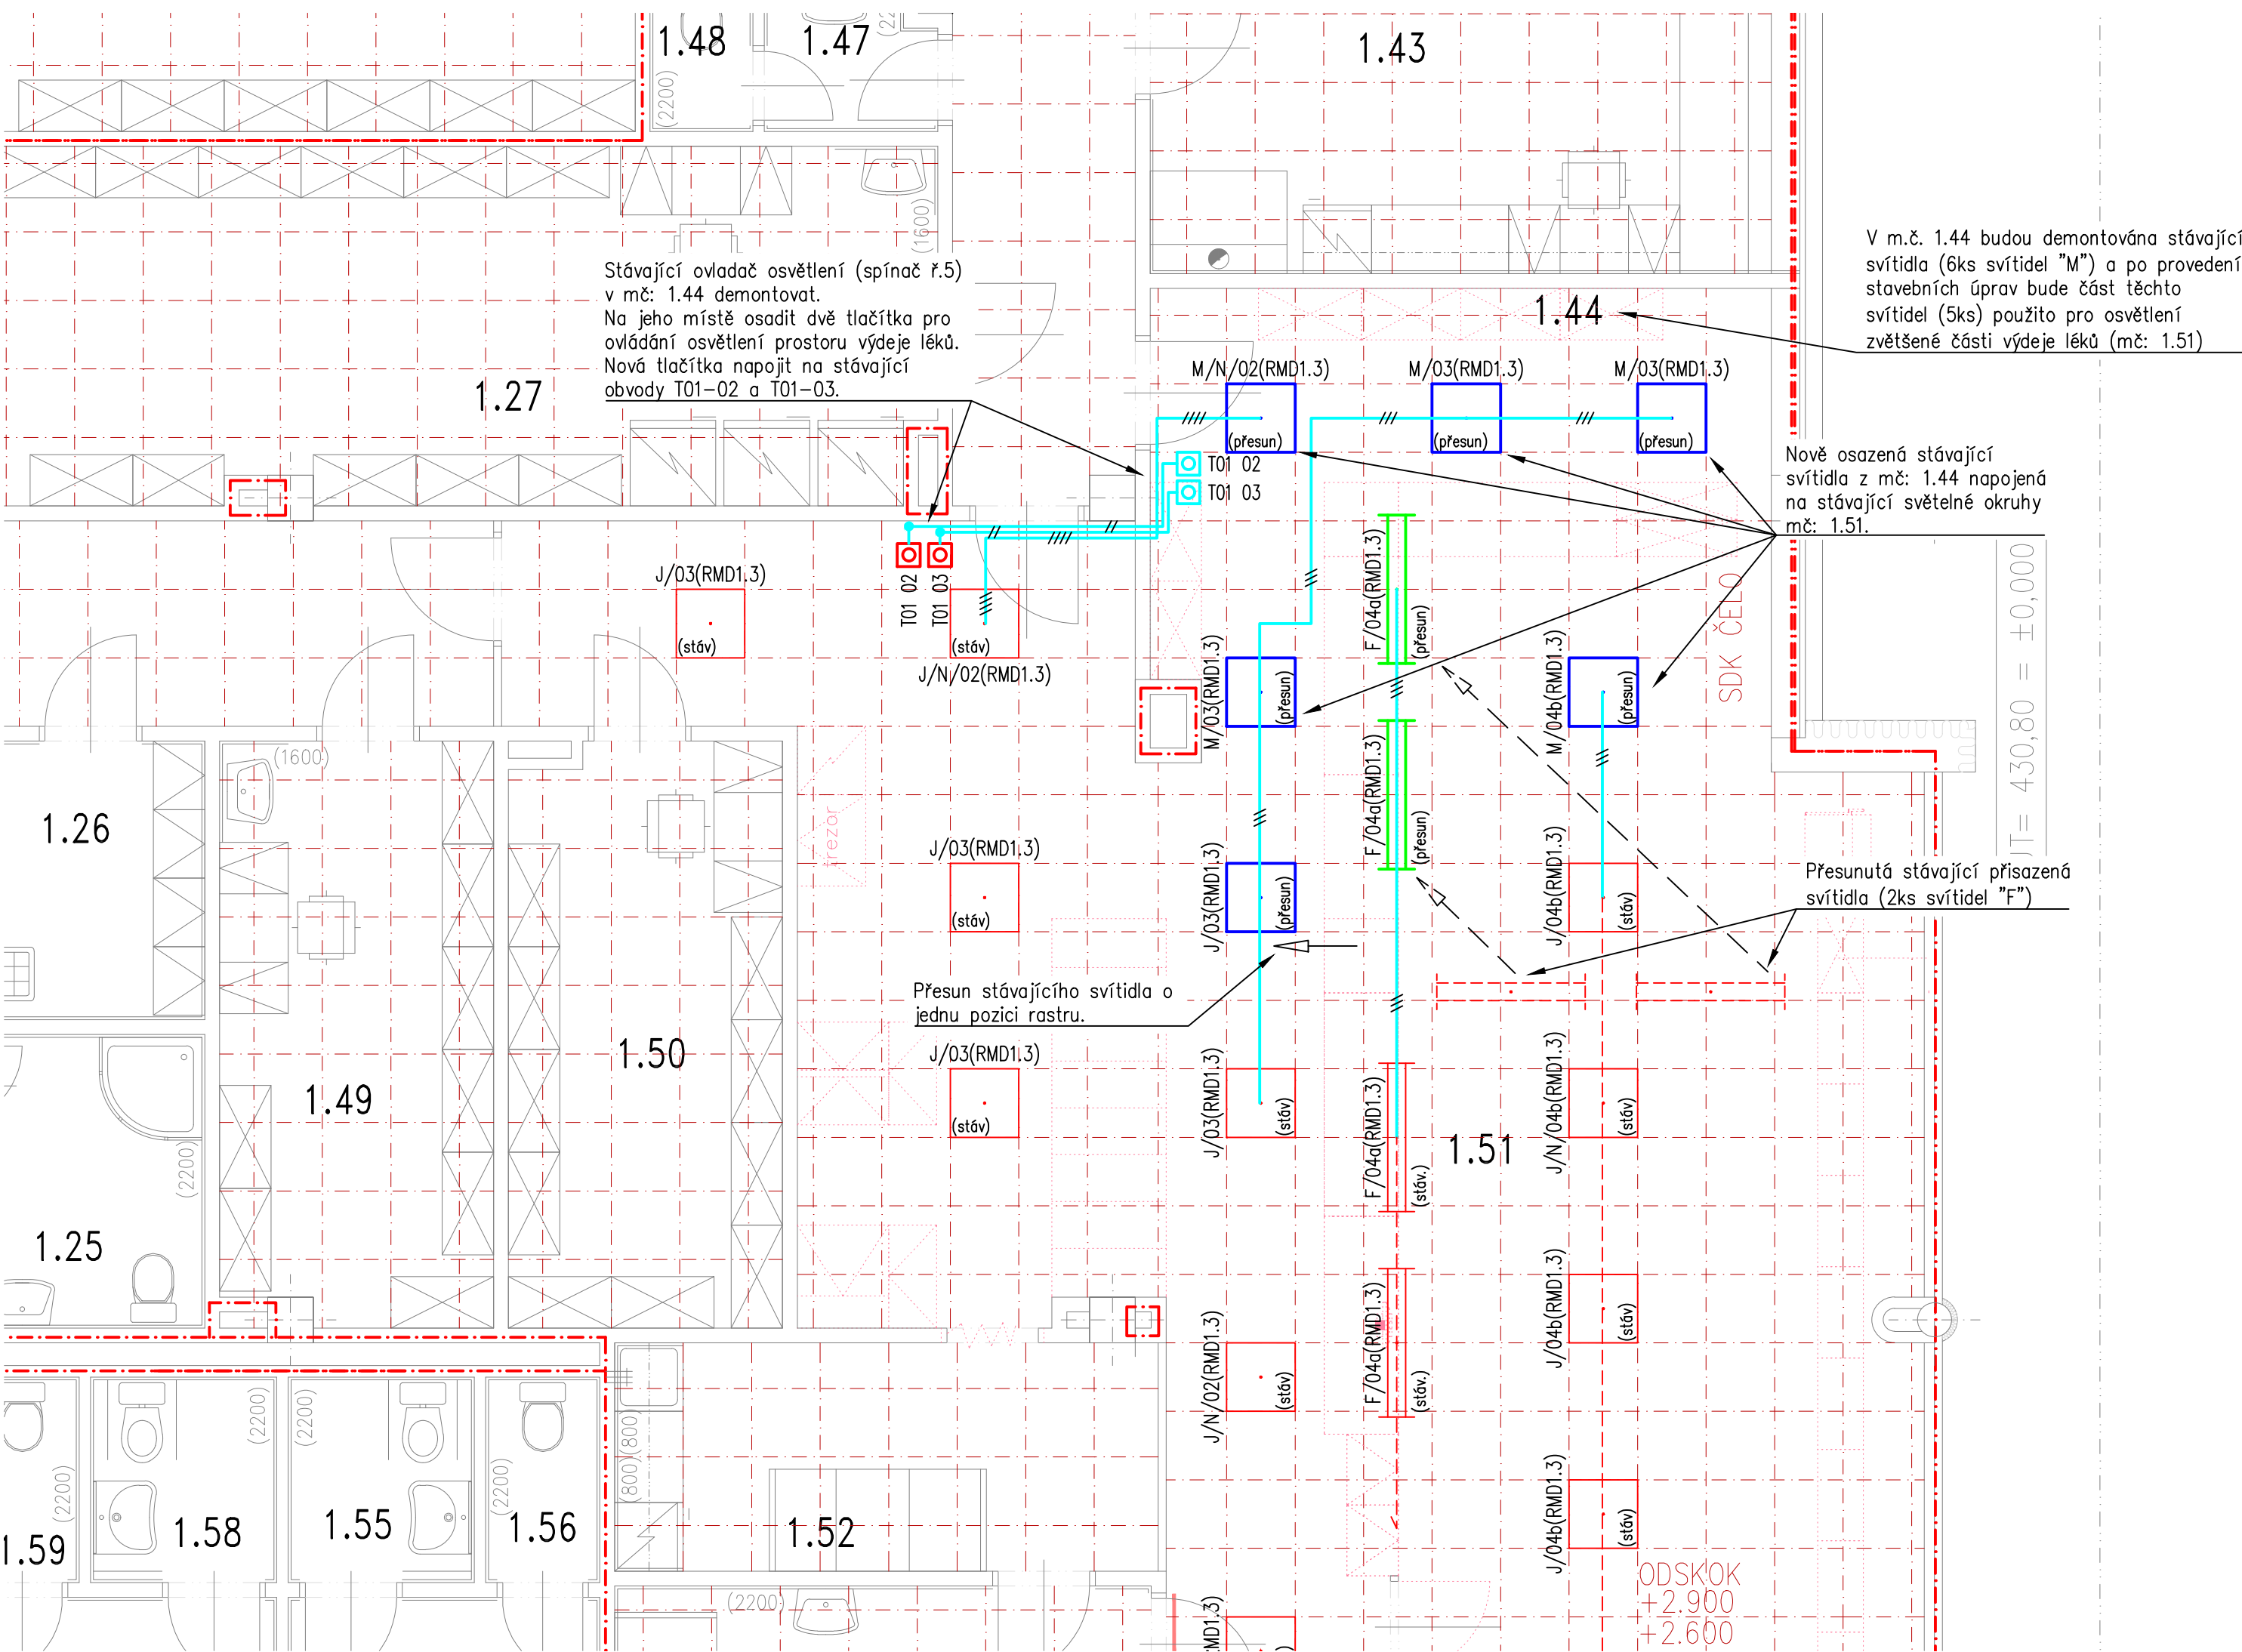 1.48
1.47
1.43
(2200)
(1600)
V m.č. 1.44 budou demontována stávající
svítidla (6ks svítidel "M") a po provedení
stavebních úprav bude část těchto
svítidel (5ks) použito pro osvětlení
zvětšené části výdeje léků (mč: 1.51)
Stávající ovladač osvětlení (spínač ř.5)
v mč: 1.44 demontovat.
Na jeho místě osadit dvě tlačítka pro
ovládání osvětlení prostoru výdeje léků.
Nová tlačítka napojit na stávající
obvody T01-02 a T01-03.
1.44
1.27
M/N/02(RMD1.3)
(přesun)
M/03(RMD1.3)
(přesun)
M/03(RMD1.3)
(přesun)
T01 02
T01 03
Nově osazená stávající
svítidla z mč: 1.44 napojená
na stávající světelné okruhy
mč: 1.51.
T01 02
T01 03
J/03(RMD1.3)
(stáv)
(stáv)
J/N/02(RMD1.3)
F/04a(RMD1.3)
(přesun)
M/03(RMD1.3)
(přesun)
M/04b(RMD1.3)
(přesun)
SDK ČELO
= 430,80 = ±0,000
F/04a(RMD1.3)
(přesun)
(1600)
1.26
trezor
J/03(RMD1.3)
(stáv)
J/03(RMD1.3)
(přesun)
J/04b(RMD1.3)
(stáv)
Přesunutá stávající přisazená
svítidla (2ks svítidel "F")
Přesun stávajícího svítidla o
jednu pozici rastru.
1.50
1.49
J/03(RMD1.3)
(stáv)
J/03(RMD1.3)
(stáv)
F/04a(RMD1.3)
(stáv.)
1.51
J/N/04b(RMD1.3)
(stáv)
(2200)
1.25
J/N/02(RMD1.3)
(stáv)
F/04a(RMD1.3)
(stáv.)
J/04b(RMD1.3)
(stáv)
(2200)
(2200)
(2200)
(2200)
(800)(800)
1.59
1.58
1.55
1.56
1.52
J/04b(RMD1.3)
(stáv)
ODSKOK
+2.900
+2.600
(2200)